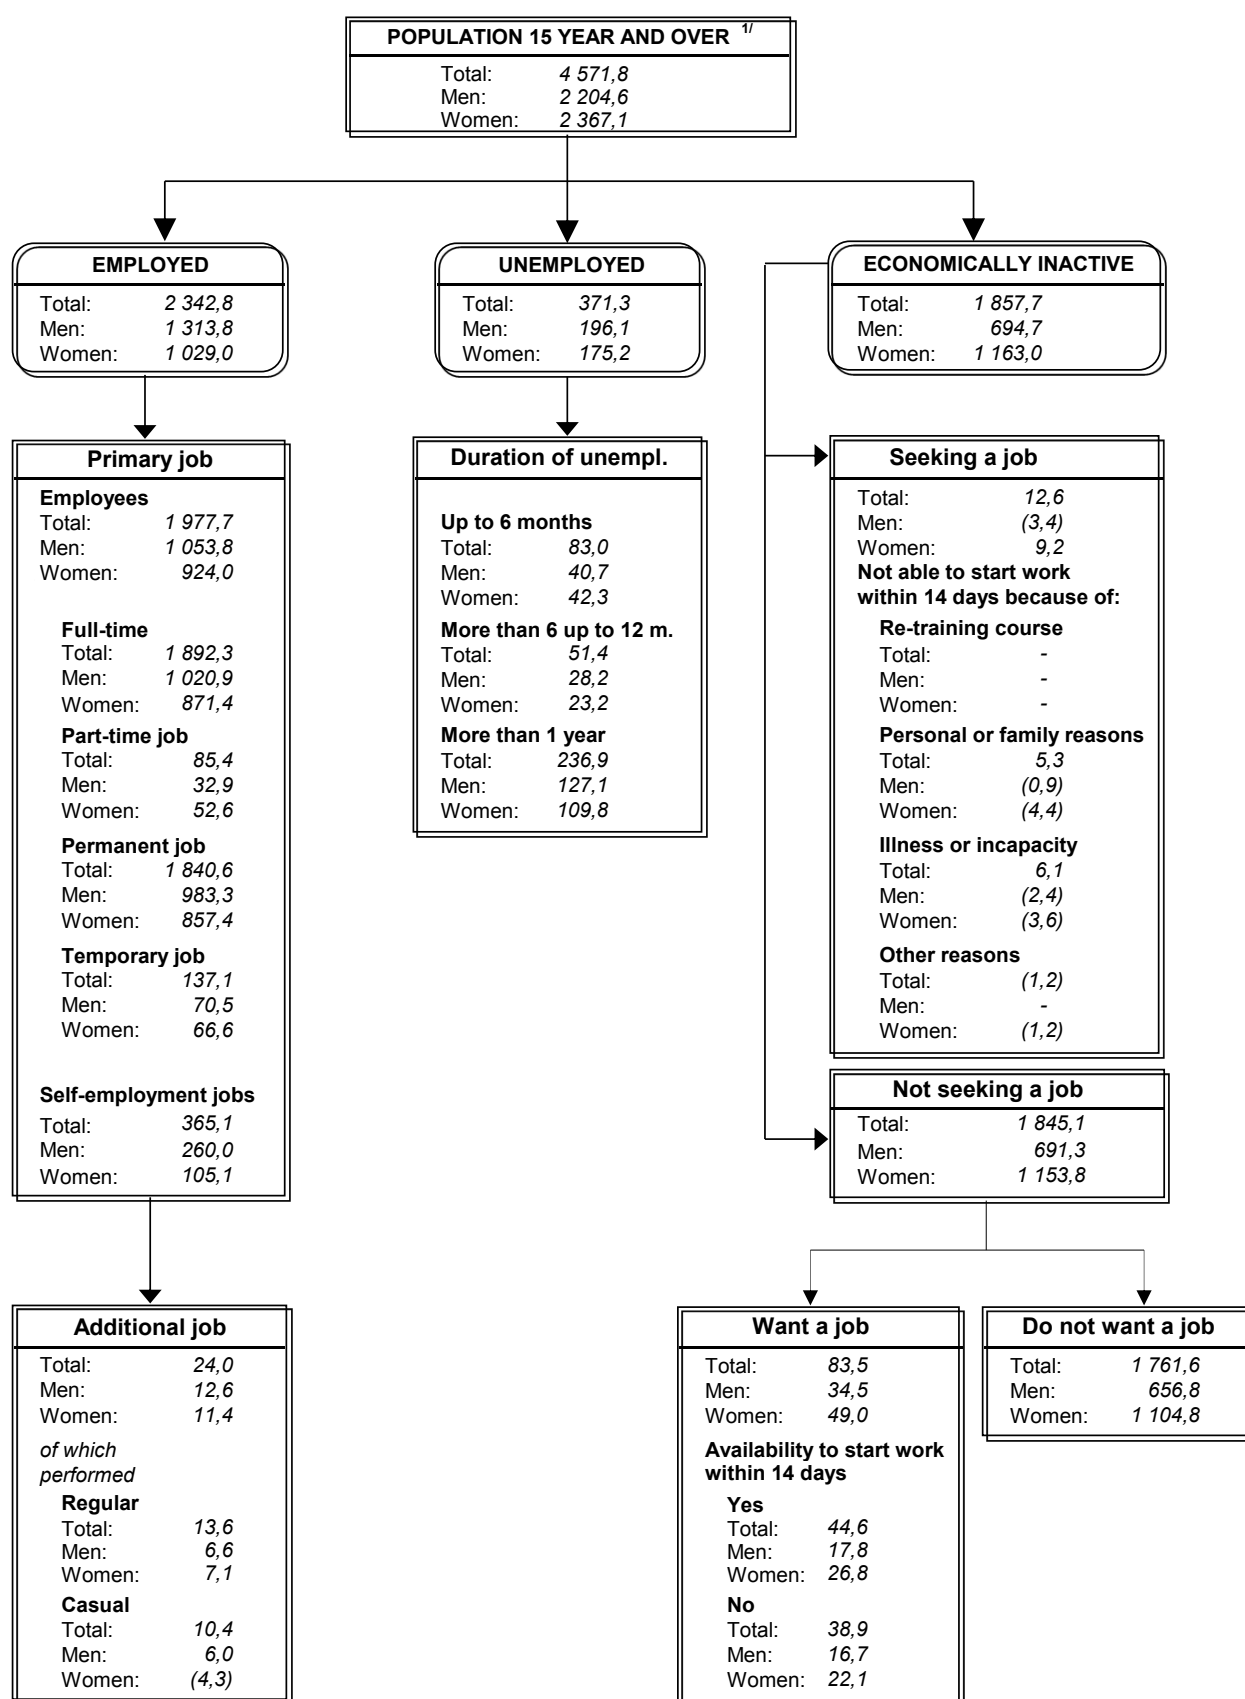 POPULATION 15 YEAR AND OVER 1/
Total: 4 571,8
Men: 2 204,6
Women: 2 367,1
EMPLOYED
Total: 2 342,8
Men: 1 313,8
Women: 1 029,0
UNEMPLOYED
Total: 371,3
Men: 196,1
Women: 175,2
ECONOMICALLY INACTIVE
Total: 1 857,7
Men: 694,7
Women: 1 163,0
Primary job
Employees
Total: 1 977,7
Men: 1 053,8
Women: 924,0
Full-time
Total: 1 892,3
Men: 1 020,9
Women: 871,4
Part-time job
Total: 85,4
Men: 32,9
Women: 52,6
Permanent job
Total: 1 840,6
Men: 983,3
Women: 857,4
Temporary job
Total: 137,1
Men: 70,5
Women: 66,6
Self-employment jobs
Total: 365,1
Men: 260,0
Women: 105,1
Duration of unempl.
Up to 6 months
Total: 83,0
Men: 40,7
Women: 42,3
More than 6 up to 12 m.
Total: 51,4
Men: 28,2
Women: 23,2
More than 1 year
Total: 236,9
Men: 127,1
Women: 109,8
Seeking a job
Total: 12,6
Men: (3,4)
Women: 9,2
Not able to start work
within 14 days because of:
Re-training course
Total: -
Men: -
Women: -
Personal or family reasons
Total: 5,3
Men: (0,9)
Women: (4,4)
Illness or incapacity
Total: 6,1
Men: (2,4)
Women: (3,6)
Other reasons
Total: (1,2)
Men: -
Women: (1,2)
Not seeking a job
Total: 1 845,1
Men: 691,3
Women: 1 153,8
Additional job
Total: 24,0
Men: 12,6
Women: 11,4
of which
performed
Regular
Total: 13,6
Men: 6,6
Women: 7,1
Casual
Total: 10,4
Men: 6,0
Women: (4,3)
Want a job
Total: 83,5
Men: 34,5
Women: 49,0
Availability to start work
within 14 days
Yes
Total: 44,6
Men: 17,8
Women: 26,8
No
Total: 38,9
Men: 16,7
Women: 22,1
Do not want a job
Total: 1 761,6
Men: 656,8
Women: 1 104,8